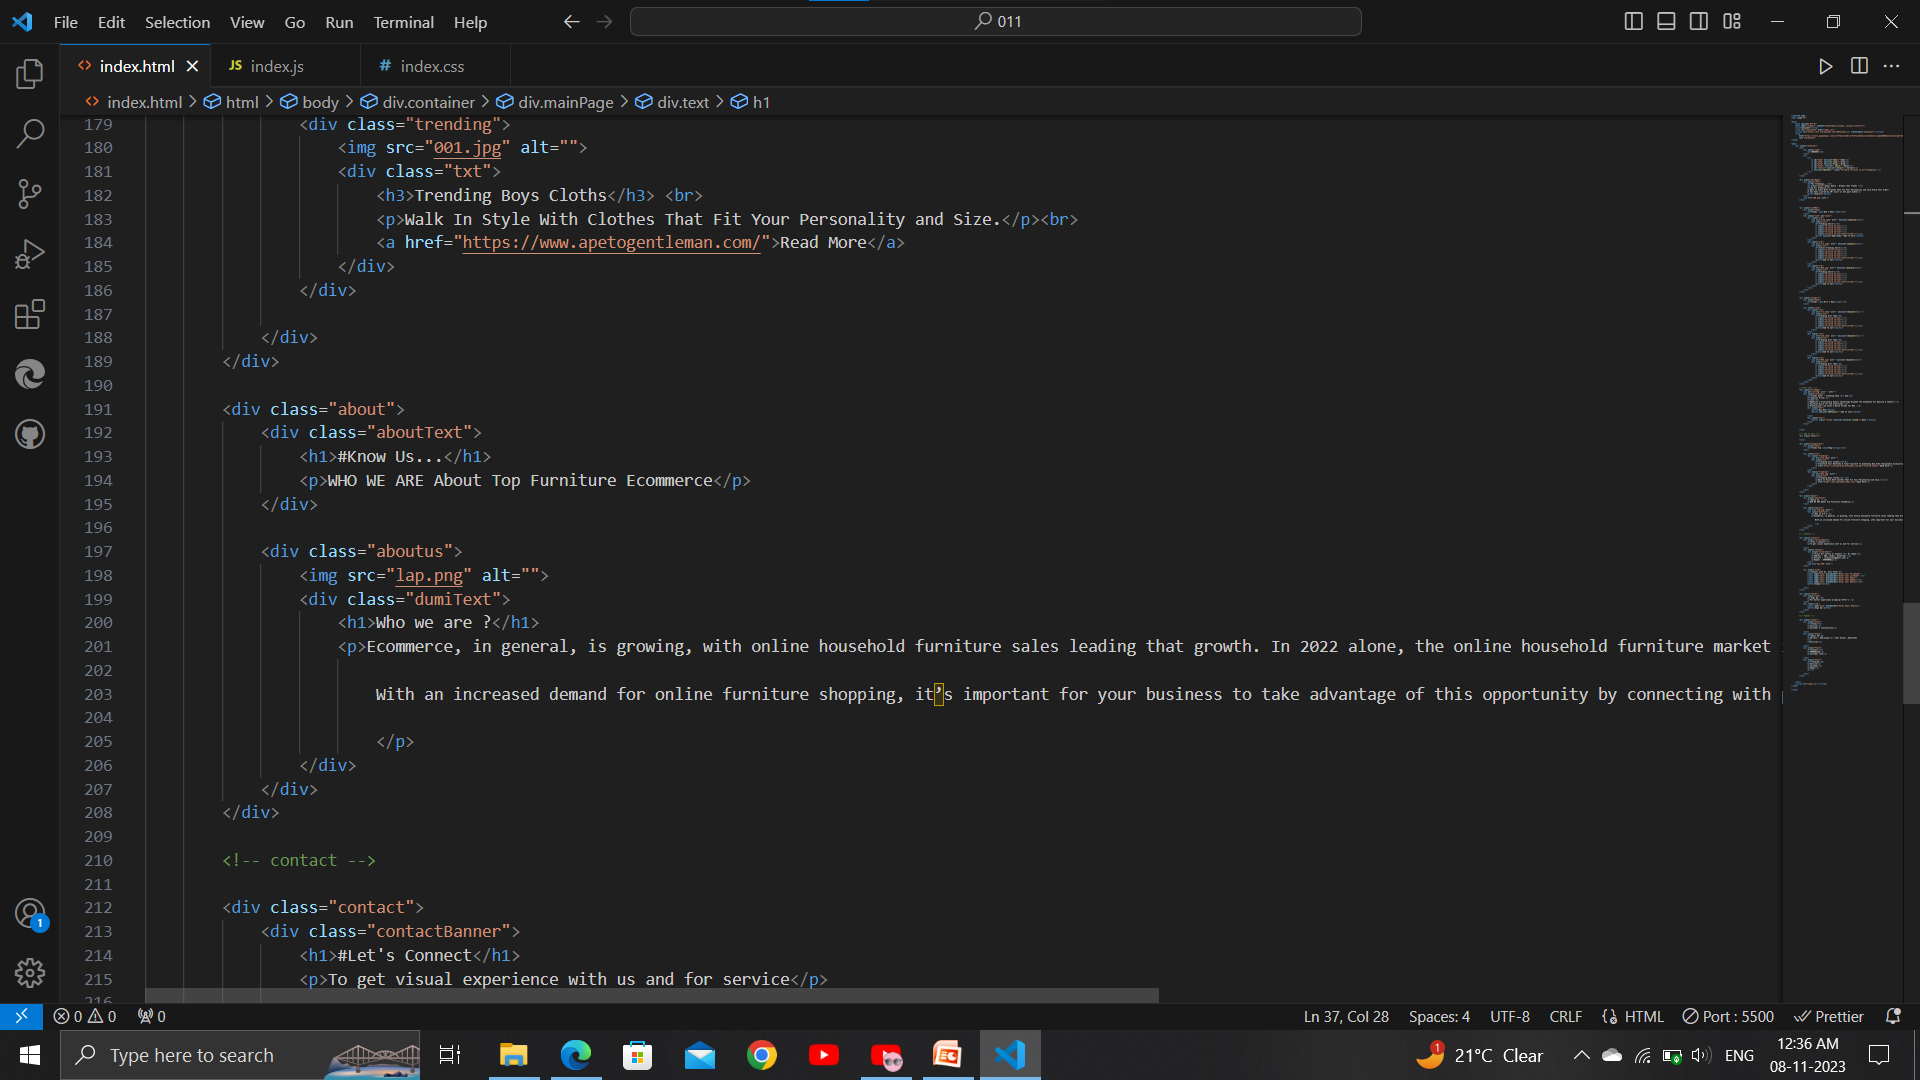 File Edit Selection View Go Run Terminal Help 011
index.html JS index.js # index.css
index.html > html > body > div.container > div.mainPage > div.text > h1
179 <div class="trending">
180 <img src="001.jpg" alt="">
181 <div class="txt">
182 <h3>Trending Boys Cloths</h3> <br>
183 <p>Walk In Style With Clothes That Fit Your Personality and Size.</p><br>
184 <a href="https://www.apetogentleman.com/">Read More</a>
185 </div>
186 </div>
187
188 </div>
189 </div>
190
191 <div class="about">
192 <div class="aboutText">
193 <h1>#Know Us...</h1>
194 <p>WHO WE ARE About Top Furniture Ecommerce</p>
195 </div>
196
197 <div class="aboutus">
198 <img src="lap.png" alt="">
199 <div class="dumiText">
200 <h1>Who we are ?</h1>
201 <p>Ecommerce, in general, is growing, with online household furniture sales leading that growth. In 2022 alone, the online household furniture market
202
203 With an increased demand for online furniture shopping, it’s important for your business to take advantage of this opportunity by connecting with
204
205 </p>
206 </div>
207 </div>
208 </div>
209
210 <!-- contact -->
211
212 <div class="contact">
213 <div class="contactBanner">
214 <h1>#Let's Connect</h1>
215 <p>To get visual experience with us and for service</p>
216
0 0 0 Ln 37, Col 28 Spaces: 4 UTF-8 CRLF {} HTML Port : 5500 Prettier
Type here to search 1 21°C Clear ENG 12:36 AM
08-11-2023
1